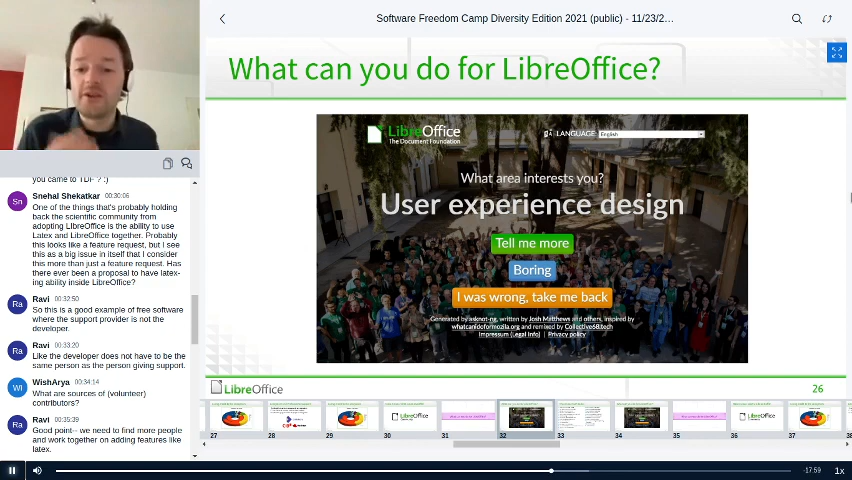 Software Freedom Camp Diversity Edition 2021 (public) - 11/23/2...
What can you do for LibreOffice?
LibreOffice
The Document Foundation
LANGUAGE: English
What area interests you?
User experience design
Tell me more
Boring
I was wrong, take me back
Generated by asknot-ng, written by Josh Matthews and others, inspired by
whatcanidoformozilla.org and remixed by Collective68.tech
Impressum (Legal Info) | Privacy policy
LibreOffice
26
you came to TDF ? :)
Sn
Snehal Shekatkar 00:30:06
One of the things that's probably holding
back the scientific community from
adopting LibreOffice is the ability to use
Latex and LibreOffice together. Probably
this looks like a feature request, but I see
this as a big issue in itself that I consider
this more than just a feature request. Has
there ever been a proposal to have latex-
ing ability inside LibreOffice?
Ra
Ravi 00:32:50
So this is a good example of free software
where the support provider is not the
developer.
Ra
Ravi 00:33:20
Like the developer does not have to be the
same person as the person giving support.
Wi
WishArya 00:34:14
What are sources of (volunteer)
contributors?
Ra
Ravi 00:35:39
Good point-- we need to find more people
and work together on adding features like
latex.
27
28
29
30
31
32
33
34
35
36
37
38
-17:59
1x